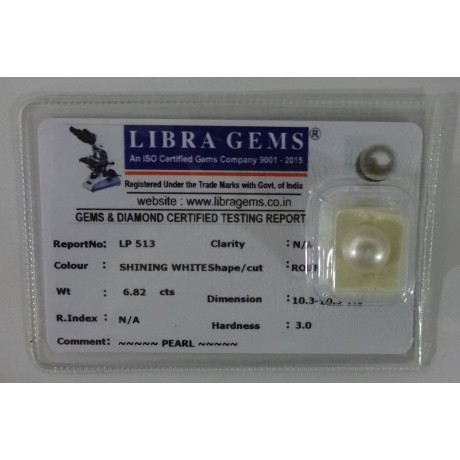 LIBRA GEMS®
An ISO Certified Gems Company 9001 - 2015
Registered Under the Trade Marks with Govt. of India
website : www.libragems.co.in
GEMS & DIAMOND CERTIFIED TESTING REPORT
ReportNo: LP 513 Clarity : N/A
Colour : SHINING WHITE Shape/cut :
Wt : 6.82 cts Dimension :
R.Index : N/A Hardness : 3.0
Comment: ~~~~~ PEARL ~~~~~